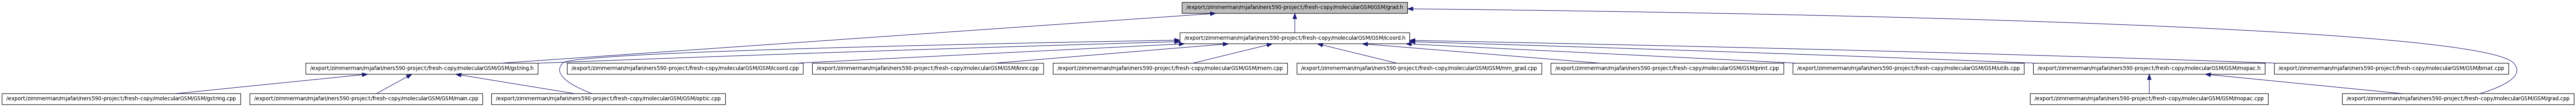 /export/zimmerman/mjafari/ners590-project/fresh-copy/molecularGSM/GSM/grad.h
/export/zimmerman/mjafari/ners590-project/fresh-copy/molecularGSM/GSM/icoord.h
/export/zimmerman/mjafari/ners590-project/fresh-copy/molecularGSM/GSM/gstring.h
/export/zimmerman/mjafari/ners590-project/fresh-copy/molecularGSM/GSM/icoord.cpp
/export/zimmerman/mjafari/ners590-project/fresh-copy/molecularGSM/GSM/knnr.cpp
/export/zimmerman/mjafari/ners590-project/fresh-copy/molecularGSM/GSM/mem.cpp
/export/zimmerman/mjafari/ners590-project/fresh-copy/molecularGSM/GSM/mm_grad.cpp
/export/zimmerman/mjafari/ners590-project/fresh-copy/molecularGSM/GSM/print.cpp
/export/zimmerman/mjafari/ners590-project/fresh-copy/molecularGSM/GSM/utils.cpp
/export/zimmerman/mjafari/ners590-project/fresh-copy/molecularGSM/GSM/mopac.h
/export/zimmerman/mjafari/ners590-project/fresh-copy/molecularGSM/GSM/bmat.cpp
/export/zimmerman/mjafari/ners590-project/fresh-copy/molecularGSM/GSM/gstring.cpp
/export/zimmerman/mjafari/ners590-project/fresh-copy/molecularGSM/GSM/main.cpp
/export/zimmerman/mjafari/ners590-project/fresh-copy/molecularGSM/GSM/optic.cpp
/export/zimmerman/mjafari/ners590-project/fresh-copy/molecularGSM/GSM/mopac.cpp
/export/zimmerman/mjafari/ners590-project/fresh-copy/molecularGSM/GSM/grad.cpp